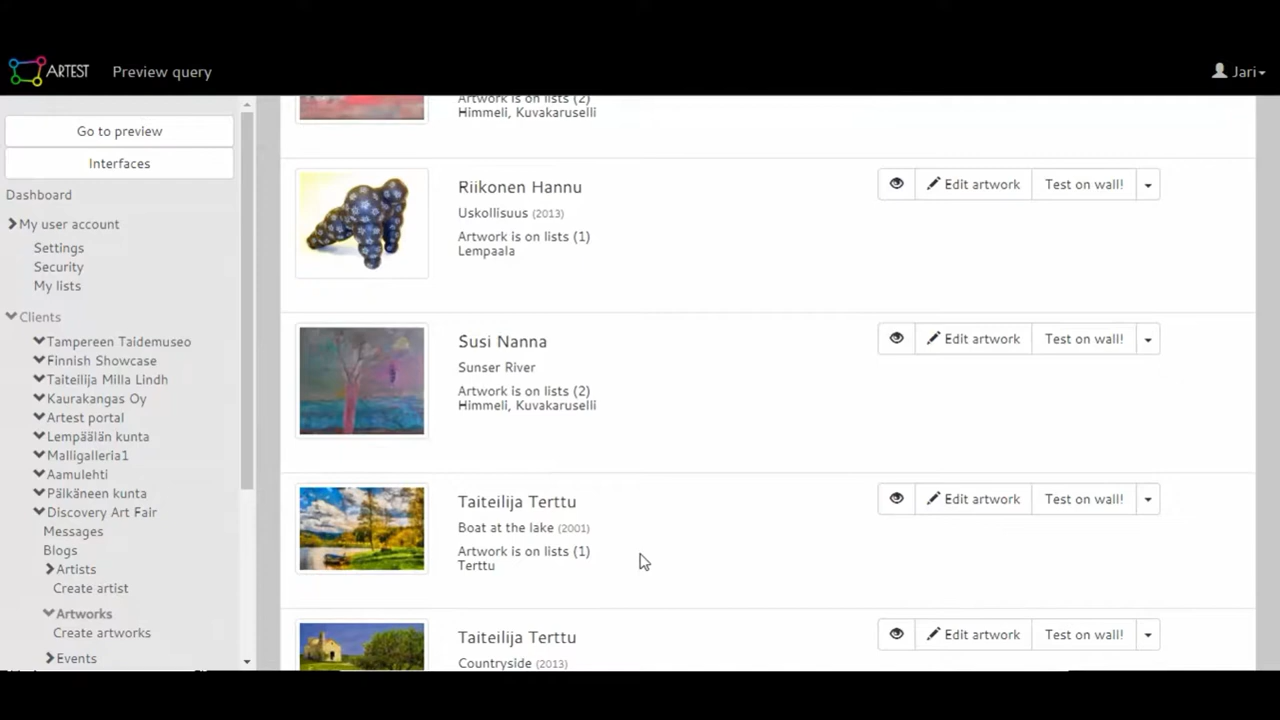 ARTEST
Preview query
Jari
Go to preview
Interfaces
Dashboard
My user account
Settings
Security
My lists
Clients
Tampereen Taidemuseo
Finnish Showcase
Taiteilija Milla Lindh
Kaurakangas Oy
Artest portal
Lempäälän kunta
Malligalleria1
Aamulehti
Pälkäneen kunta
Discovery Art Fair
Messages
Blogs
Artists
Create artist
Artworks
Create artworks
Events
Artwork is on lists (2)
Himmeli, Kuvakaruselli
Riikonen Hannu
Uskollisuus (2013)
Artwork is on lists (1)
Lempaala
Edit artwork
Test on wall!
Susi Nanna
Sunser River
Artwork is on lists (2)
Himmeli, Kuvakaruselli
Edit artwork
Test on wall!
Taiteilija Terttu
Boat at the lake (2001)
Artwork is on lists (1)
Terttu
Edit artwork
Test on wall!
Taiteilija Terttu
Countryside (2013)
Edit artwork
Test on wall!